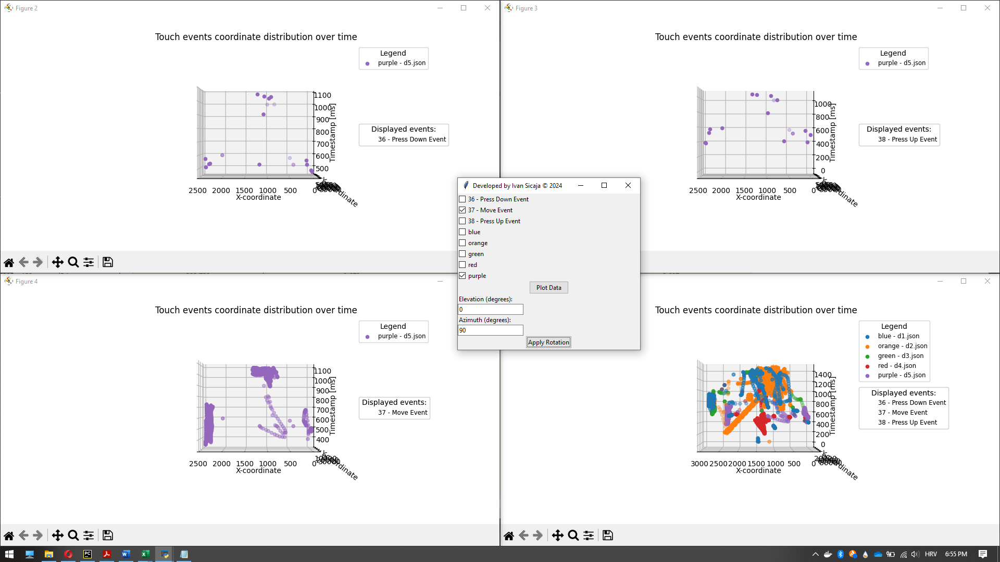 Figure 2
Touch events coordinate distribution over time
Legend
purple - d5.json
Displayed events:
36 - Press Down Event
1100
1000
900
800
700
600
500
Timestamp [ms]
2500 2000 1500 1000 500 0
X-coordinate
Figure 3
Touch events coordinate distribution over time
Legend
purple - d5.json
Displayed events:
38 - Press Up Event
1000
800
600
400
200
0
Timestamp [ms]
2500 2000 1500 1000 500 0
X-coordinate
Developed by Ivan Sicaja © 2024
36 - Press Down Event
37 - Move Event
38 - Press Up Event
blue
orange
green
red
purple
Plot Data
Elevation (degrees):
0
Azimuth (degrees):
90
Apply Rotation
Figure 4
Touch events coordinate distribution over time
Legend
purple - d5.json
Displayed events:
37 - Move Event
1100
1000
900
800
700
600
500
400
Timestamp [ms]
2500 2000 1500 1000 500 0
X-coordinate
Touch events coordinate distribution over time
Legend
blue - d1.json
orange - d2.json
green - d3.json
red - d4.json
purple - d5.json
Displayed events:
36 - Press Down Event
37 - Move Event
38 - Press Up Event
1400
1200
1000
800
600
400
200
0
Timestamp [ms]
3000 2500 2000 1500 1000 500 0
X-coordinate
HRV
6:55 PM